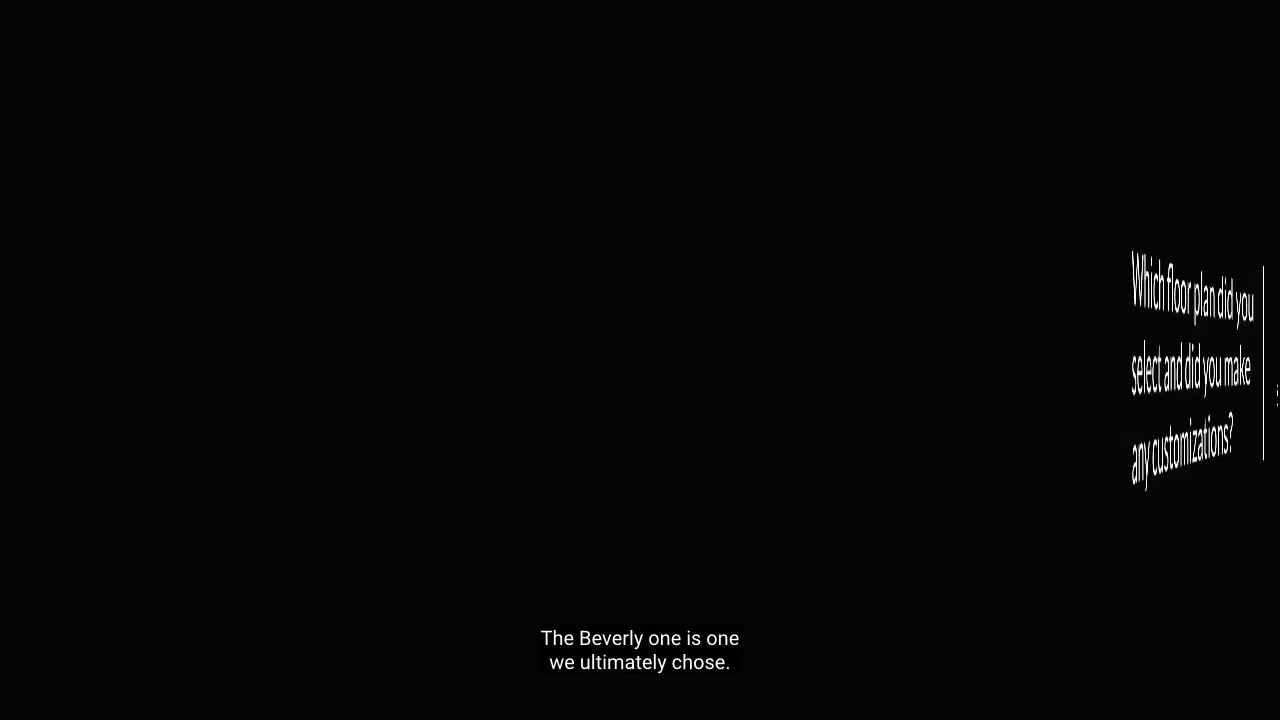 Which floor plan did you
select and did you make
any customizations?
The Beverly one is one
we ultimately chose.